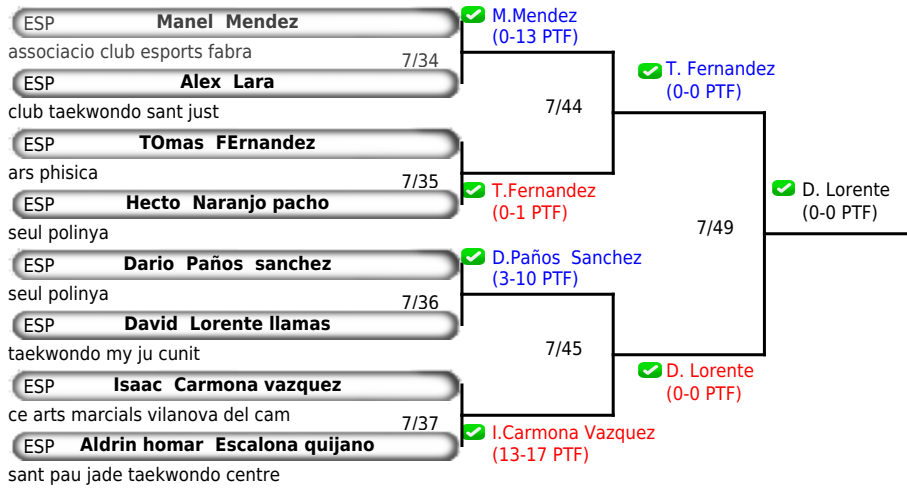 ESP Manel Mendez
associacio club esports fabra
7/34
ESP Alex Lara
club taekwondo sant just
ESP TOmas FErnandez
ars phisica
7/35
ESP Hecto Naranjo pacho
seul polinya
ESP Dario Paños sanchez
seul polinya
7/36
ESP David Lorente llamas
taekwondo my ju cunit
ESP Isaac Carmona vazquez
ce arts marcials vilanova del cam
7/37
ESP Aldrin homar Escalona quijano
sant pau jade taekwondo centre
M.Mendez
(0-13 PTF)
7/44
T.Fernandez
(0-1 PTF)
D.Paños Sanchez
(3-10 PTF)
7/45
I.Carmona Vazquez
(13-17 PTF)
T. Fernandez
(0-0 PTF)
7/49
D. Lorente
(0-0 PTF)
D. Lorente
(0-0 PTF)